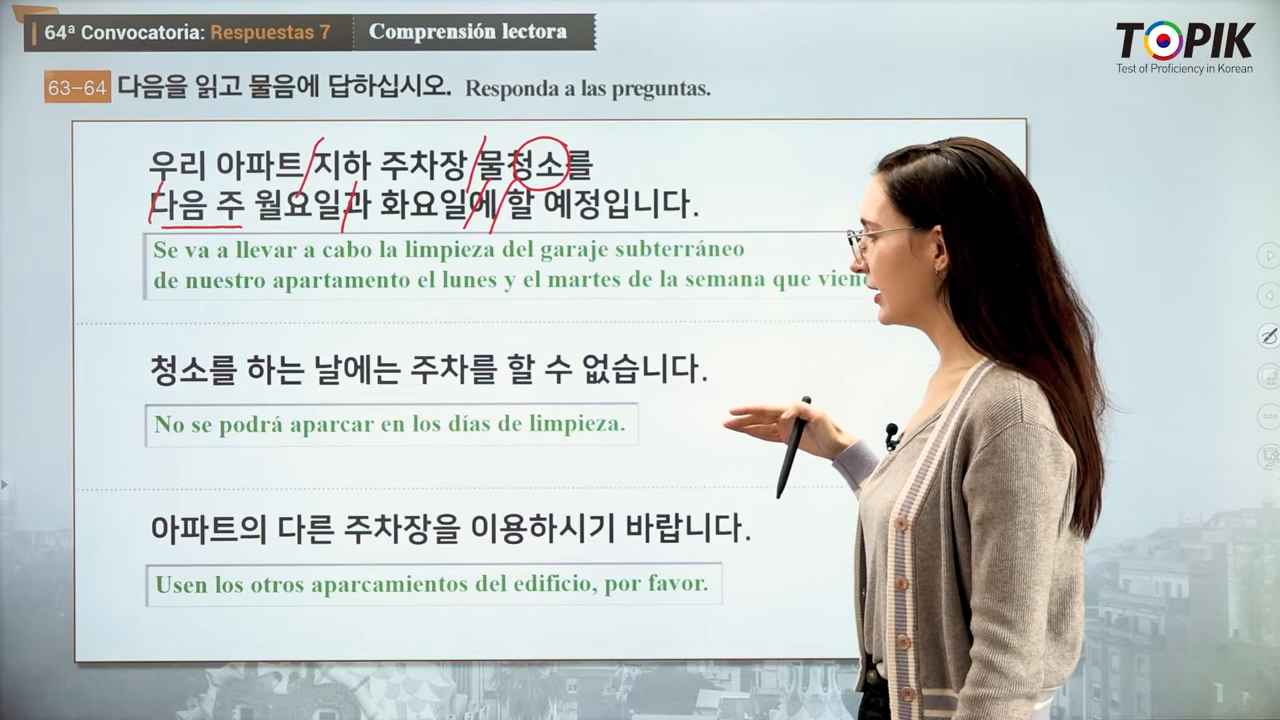 64ª Convocatoria: Respuestas 7 Comprensión lectora
TOPIK
Test of Proficiency in Korean
63-64 다음을 읽고 물음에 답하십시오. Responda a las preguntas.
우리 아파트 지하 주차장 물청소를
다음 주 월요일과 화요일에 할 예정입니다.
Se va a llevar a cabo la limpieza del garaje subterráneo
de nuestro apartamento el lunes y el martes de la semana que viene
청소를 하는 날에는 주차를 할 수 없습니다.
No se podrá aparcar en los días de limpieza.
아파트의 다른 주차장을 이용하시기 바랍니다.
Usen los otros aparcamientos del edificio, por favor.